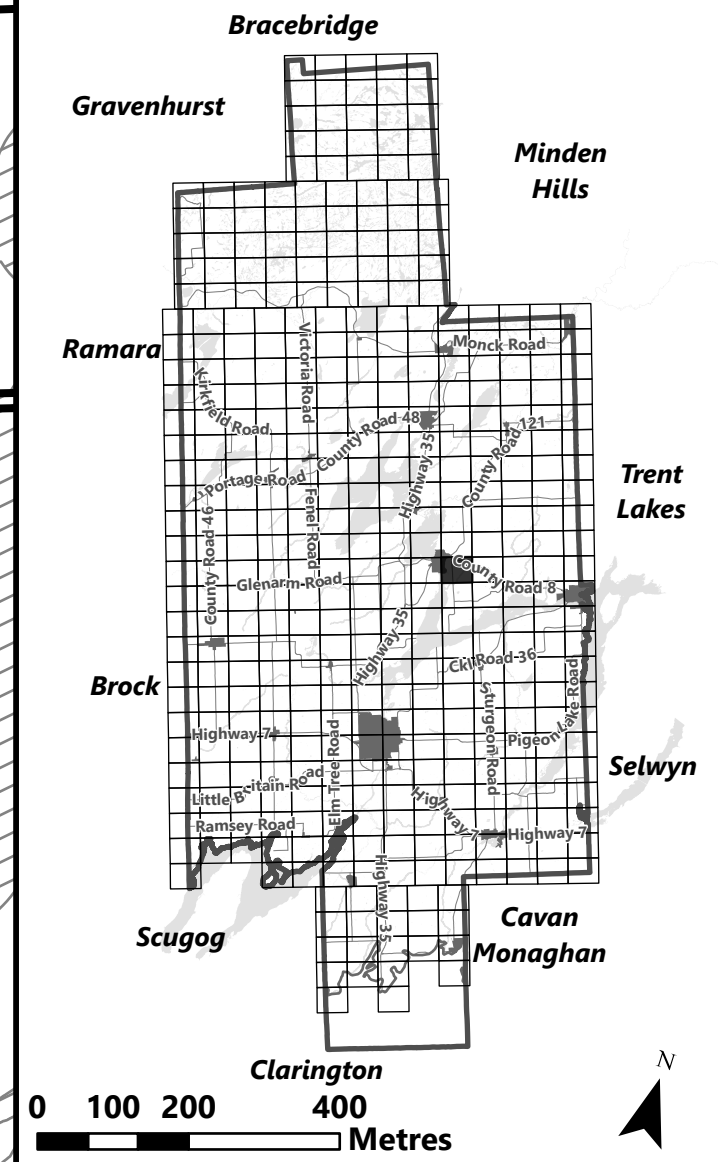 Bracebridge
Gravenhurst
Minden
Hills
Ramara
Monck Road
Victoria Road
Kirkfield Road
County Road 48
County Road 121
Highway 35
Portage Road
Trent
Lakes
Fenel Road
County Road 46
County Road 8
Glenarm Road
Highway 35
Ckl Road 36
Brock
Pigeon Lake Road
Sturgeon Road
Highway 7
Elm Tree Road
Selwyn
Little Britain Road
Highway 7
Ramsey Road
Highway 7
Highway 35
Scugog
Cavan
Monaghan
Clarington
N
0 100 200 400
Metres